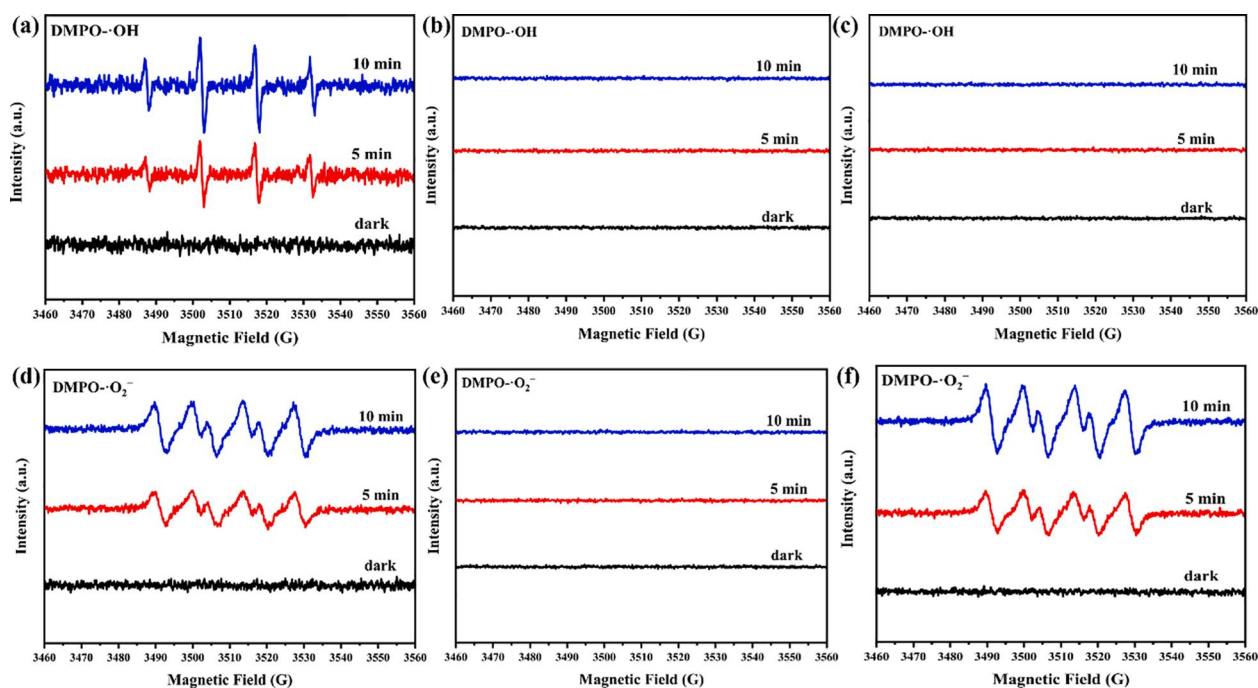 (a)
DMPO-·OH
10 min
5 min
dark
Intensity (a.u.)
3460 3470 3480 3490 3500 3510 3520 3530 3540 3550 3560
Magnetic Field (G)
(b)
DMPO-·OH
10 min
5 min
dark
Intensity (a.u.)
3460 3470 3480 3490 3500 3510 3520 3530 3540 3550 3560
Magnetic Field (G)
(c)
DMPO-·OH
10 min
5 min
dark
Intensity (a.u.)
3460 3470 3480 3490 3500 3510 3520 3530 3540 3550 3560
Magnetic Field (G)
(d)
DMPO-·O₂⁻
10 min
5 min
dark
Intensity (a.u.)
3460 3470 3480 3490 3500 3510 3520 3530 3540 3550 3560
Magnetic Field (G)
(e)
DMPO-·O₂⁻
10 min
5 min
dark
Intensity (a.u.)
3460 3470 3480 3490 3500 3510 3520 3530 3540 3550 3560
Magnetic Field (G)
(f)
DMPO-·O₂⁻
10 min
5 min
dark
Intensity (a.u.)
3460 3470 3480 3490 3500 3510 3520 3530 3540 3550 3560
Magnetic Field (G)